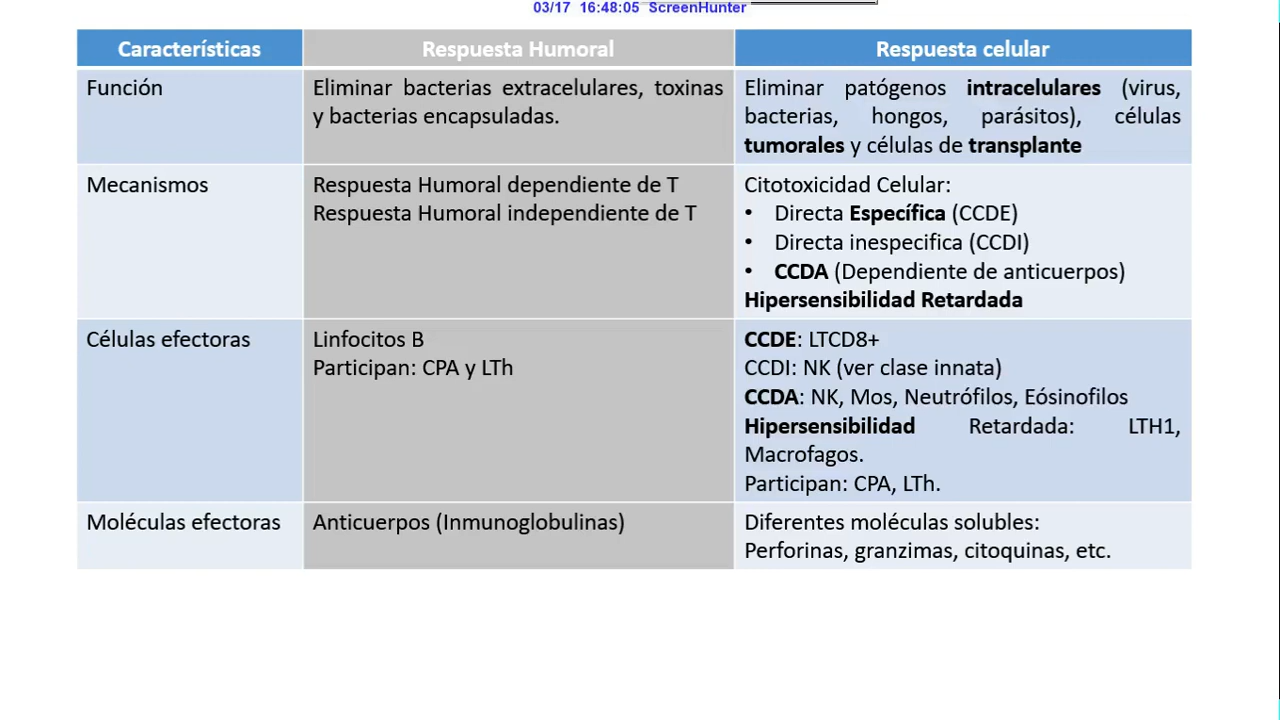 03/17 16:48:05 ScreenHunter
Características Respuesta Humoral Respuesta celular
Función
Eliminar bacterias extracelulares, toxinas
y bacterias encapsuladas.
Eliminar patógenos intracelulares (virus,
bacterias, hongos, parásitos), células
tumorales y células de transplante
Mecanismos
Respuesta Humoral dependiente de T
Respuesta Humoral independiente de T
Citotoxicidad Celular:
• Directa Específica (CCDE)
• Directa inespecifica (CCDI)
• CCDA (Dependiente de anticuerpos)
Hipersensibilidad Retardada
Células efectoras
Linfocitos B
Participan: CPA y LTh
CCDE: LTCD8+
CCDI: NK (ver clase innata)
CCDA: NK, Mos, Neutrófilos, Eósinofilos
Hipersensibilidad Retardada: LTH1,
Macrofagos.
Participan: CPA, LTh.
Moléculas efectoras
Anticuerpos (Inmunoglobulinas)
Diferentes moléculas solubles:
Perforinas, granzimas, citoquinas, etc.